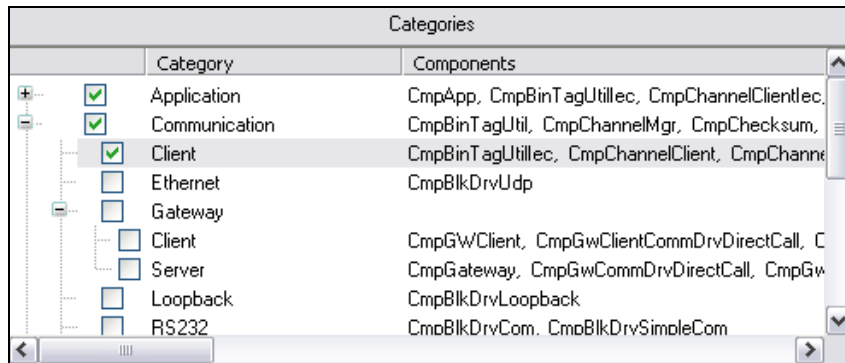 Categories
Category Components
Application CmpApp, CmpBinTagUtilIec, CmpChannelClientIec,
Communication CmpBinTagUtil, CmpChannelMgr, CmpChecksum,
Client CmpBinTagUtilIec, CmpChannelClient, CmpChanne
Ethernet CmpBlkDrvUdp
Gateway
Client CmpGWClient, CmpGwClientCommDrvDirectCall, C
Server CmpGateway, CmpGwCommDrvDirectCall, CmpGw
Loopback CmpBlkDrvLoopback
RS232 CmpBlkDrvCom, CmpBlkDrvSimpleCom